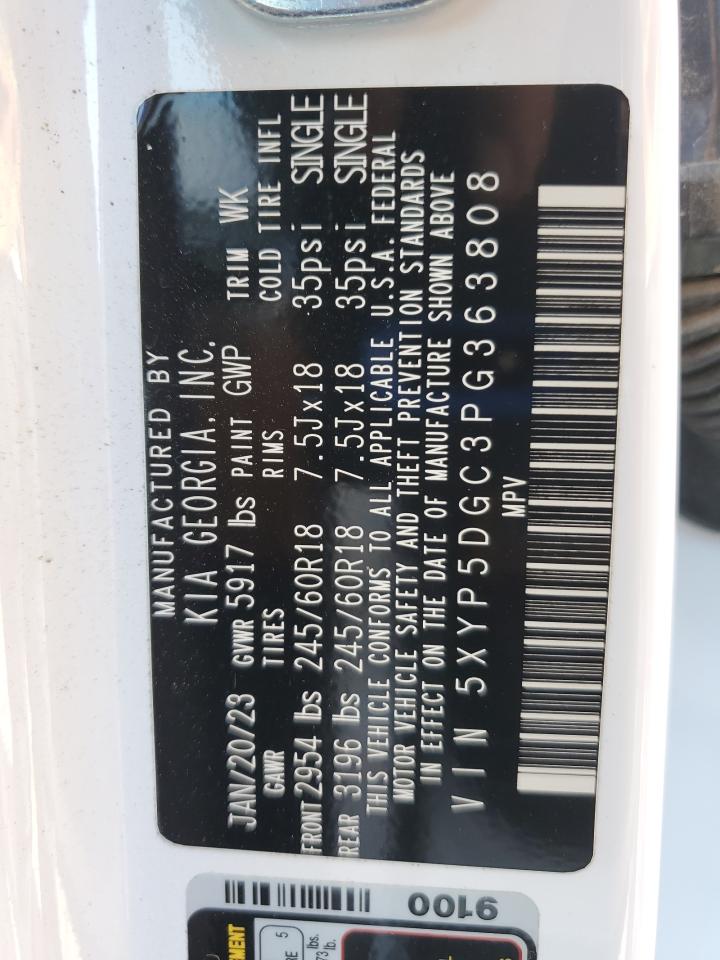 MANUFACTURED BY
KIA GEORGIA, INC.
JAN/20/23 GVWR 5917 lbs PAINT GWP TRIM WK
GAWR TIRES RIMS COLD TIRE INFL
FRONT 2954 lbs 245/60R18 7.5Jx18 35psi SINGLE
REAR 3196 lbs 245/60R18 7.5Jx18 35psi SINGLE
THIS VEHICLE CONFORMS TO ALL APPLICABLE U.S.A. FEDERAL
MOTOR VEHICLE SAFETY AND THEFT PREVENTION STANDARDS
IN EFFECT ON THE DATE OF MANUFACTURE SHOWN ABOVE
VIN 5XYP5DGC3PG363808
MPV
9100
5